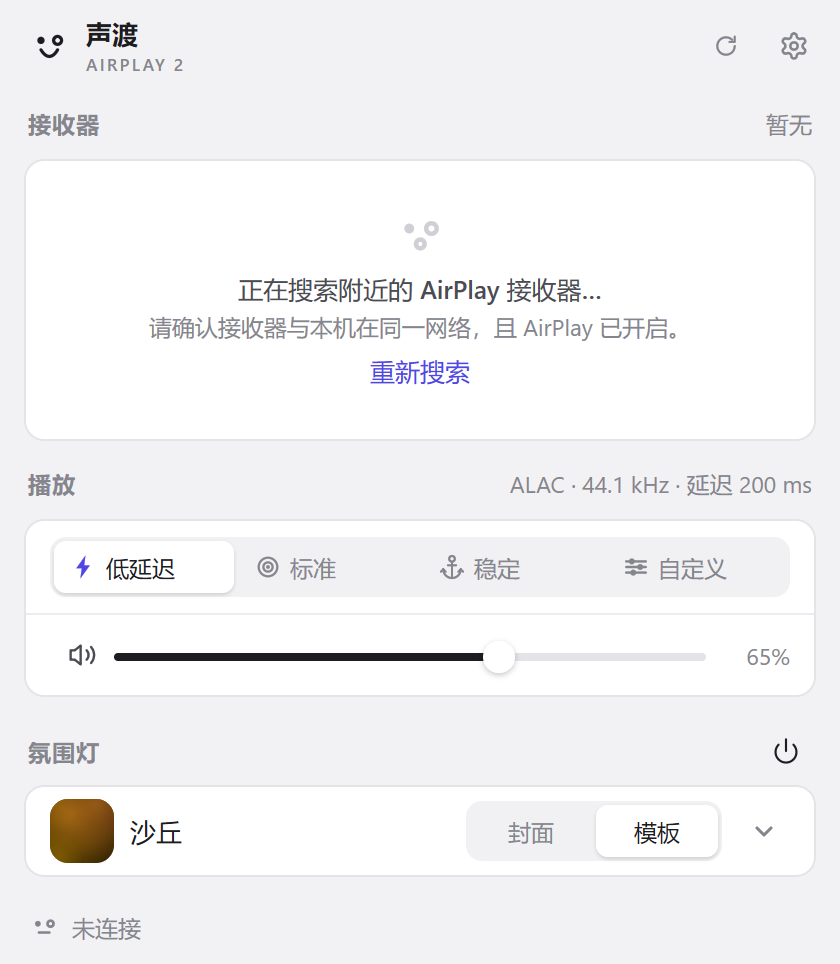 声渡
AIRPLAY 2
接收器 暂无
正在搜索附近的 AirPlay 接收器...
请确认接收器与本机在同一网络，且 AirPlay 已开启。
重新搜索
播放 ALAC · 44.1 kHz · 延迟 200 ms
低延迟 标准 稳定 自定义
65%
氛围灯
沙丘 封面 模板
未连接